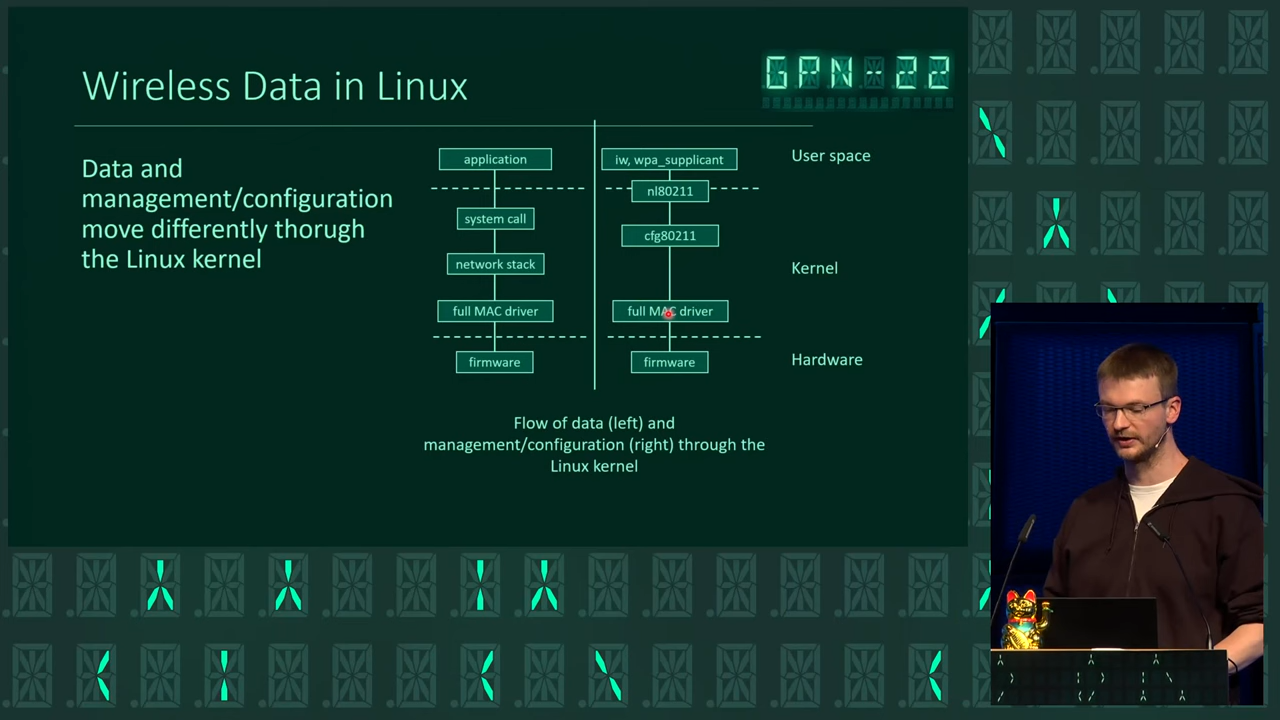 Wireless Data in Linux
GPN-22
Data and
management/configuration
move differently thorugh
the Linux kernel
application
system call
network stack
full MAC driver
firmware
iw, wpa_supplicant
nl80211
cfg80211
full MAC driver
firmware
User space
Kernel
Hardware
Flow of data (left) and
management/configuration (right) through the
Linux kernel